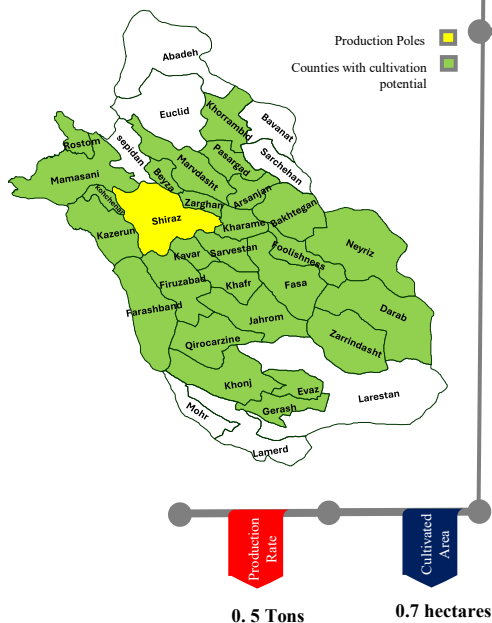 Production Poles
Counties with cultivation
potential
Abadeh
Euclid
Khorrambid
Bavanat
sepidan
Rostom
Pasargad
Sarchehan
Marvdasht
Beyza
Mamasani
Arsanjan
Zarghan
Bakhtegan
Shiraz
Kharame
Kazerun
Neyriz
Kavar
Sarvestan
Foolishness
Firuzabad
Khafr
Fasa
Farashband
Darab
Jahrom
Zarrindasht
Qirocarzine
Khonj
Evaz
Larestan
Gerash
Mohr
Lamerd
Production
Rate
Cultivated
Area
0. 5 Tons
0.7 hectares